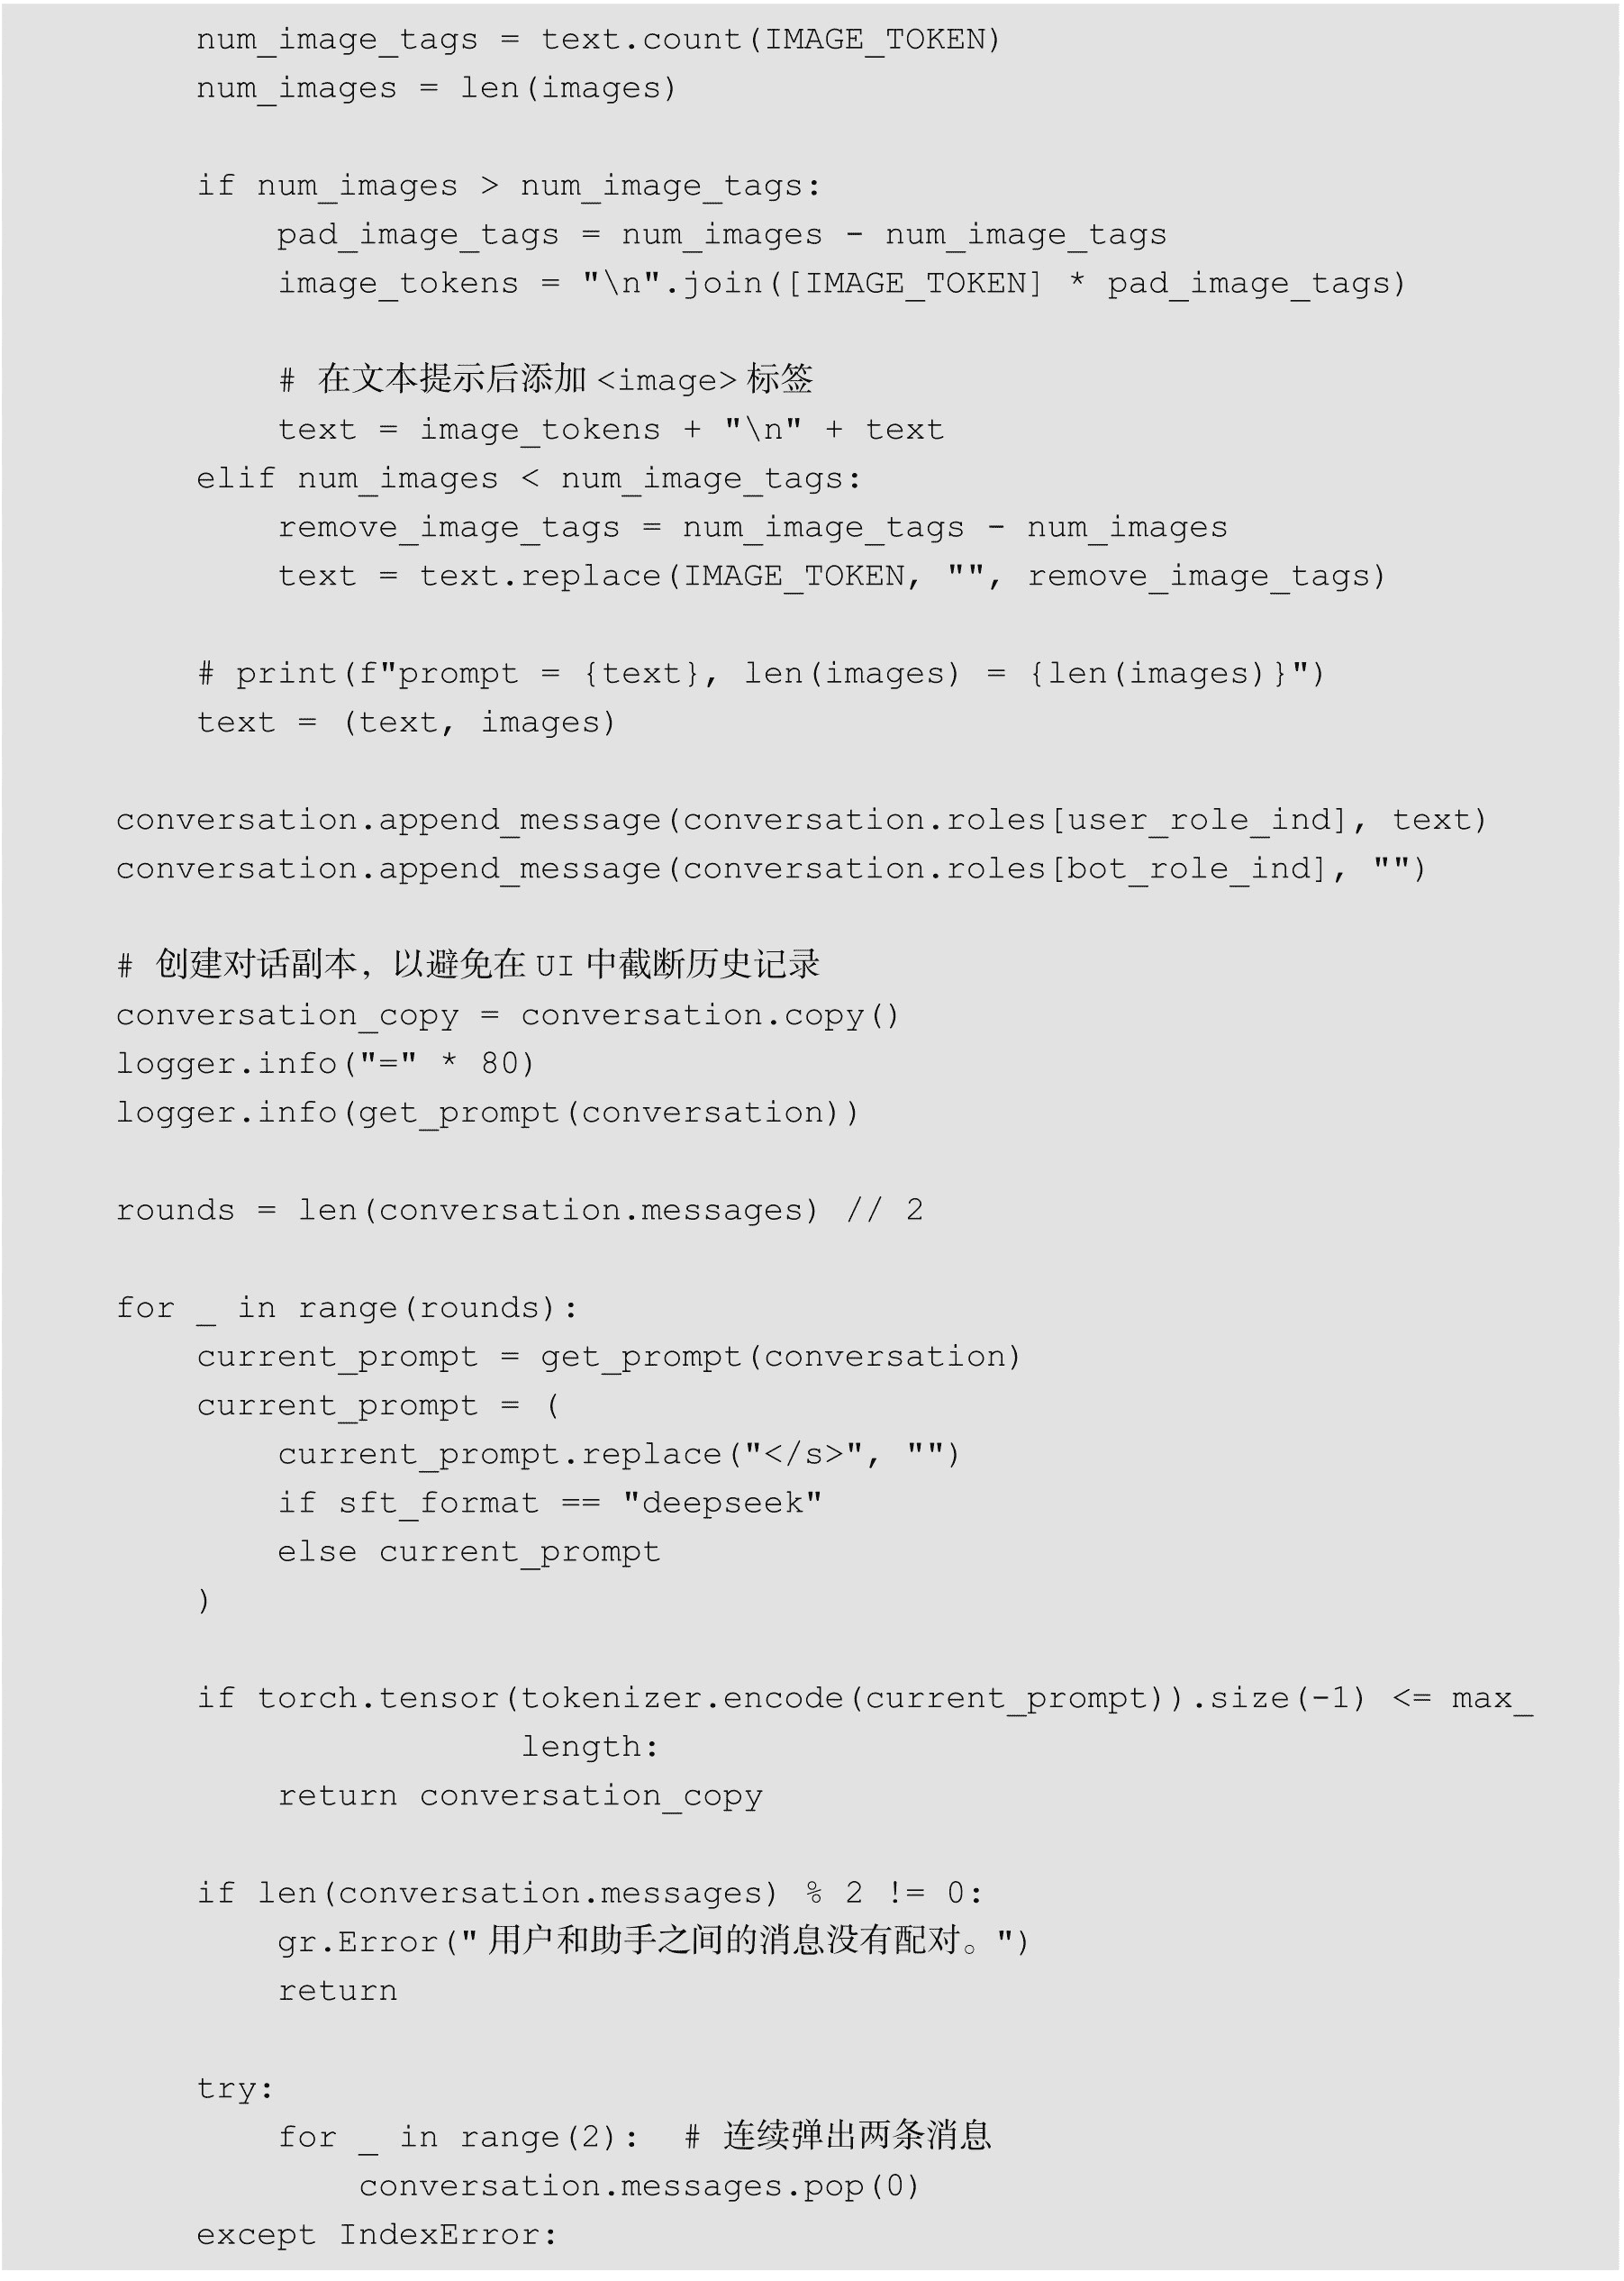 num_image_tags = text.count(IMAGE_TOKEN)
num_images = len(images)
if num_images > num_image_tags:
pad_image_tags = num_images - num_image_tags
image_tokens = "\n".join([IMAGE_TOKEN] * pad_image_tags)
# 在文本提示后添加<image>标签
text = image_tokens + "\n" + text
elif num_images < num_image_tags:
remove_image_tags = num_image_tags - num_images
text = text.replace(IMAGE_TOKEN, "", remove_image_tags)
# print(f"prompt = {text}, len(images) = {len(images)}")
text = (text, images)
conversation.append_message(conversation.roles[user_role_ind], text)
conversation.append_message(conversation.roles[bot_role_ind], "")
# 创建对话副本，以避免在UI中截断历史记录
conversation_copy = conversation.copy()
logger.info("=" * 80)
logger.info(get_prompt(conversation))
rounds = len(conversation.messages) // 2
for _ in range(rounds):
current_prompt = get_prompt(conversation)
current_prompt = (
current_prompt.replace("</s>", "")
if sft_format == "deepseek"
else current_prompt
)
if torch.tensor(tokenizer.encode(current_prompt)).size(-1) <= max_
length:
return conversation_copy
if len(conversation.messages) % 2 != 0:
gr.Error("用户和助手之间的消息没有配对。")
return
try:
for _ in range(2):  # 连续弹出两条消息
conversation.messages.pop(0)
except IndexError: